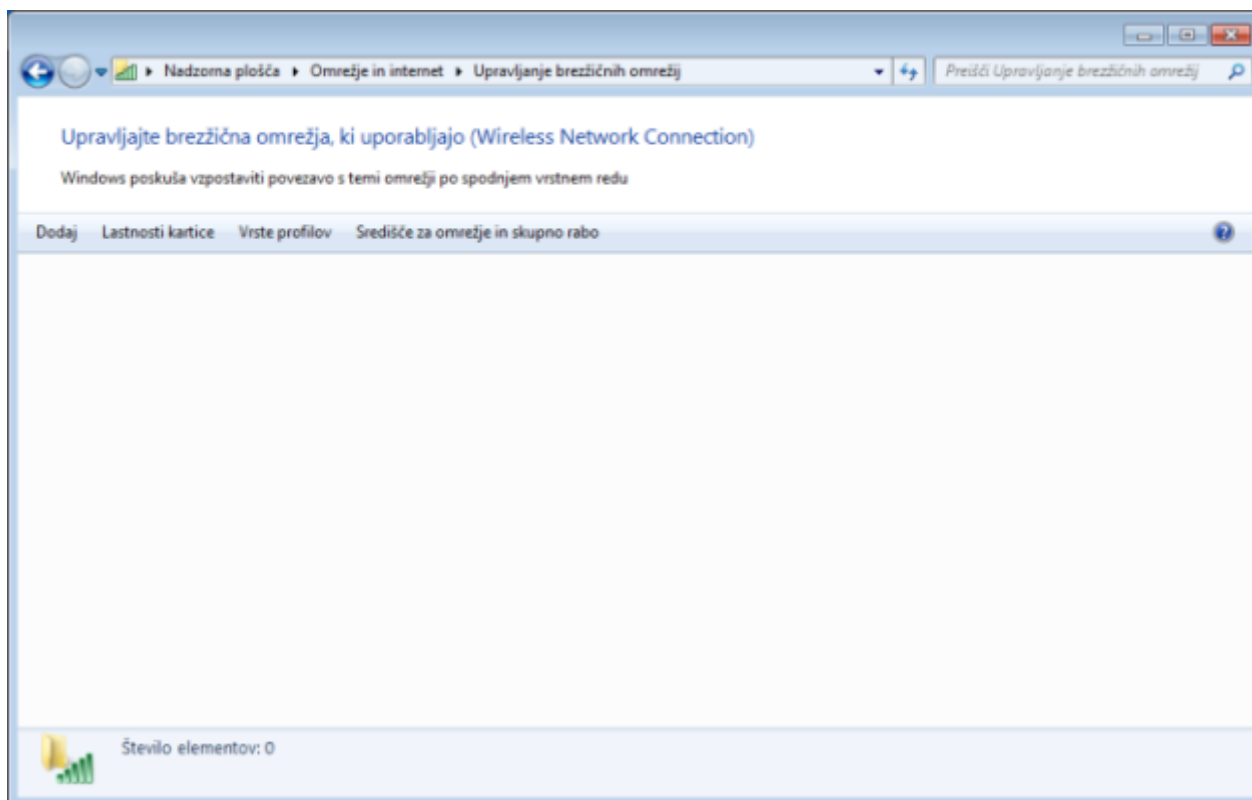 Nadzorna plošča ▸ Omrežje in internet ▸ Upravljanje brezžičnih omrežij
Preišči Upravljanje brezžičnih omrežij
Upravljajte brezžična omrežja, ki uporabljajo (Wireless Network Connection)
Windows poskuša vzpostaviti povezavo s temi omrežji po spodnjem vrstnem redu
Dodaj Lastnosti kartice Vrste profilov Središče za omrežje in skupno rabo
Število elementov: 0